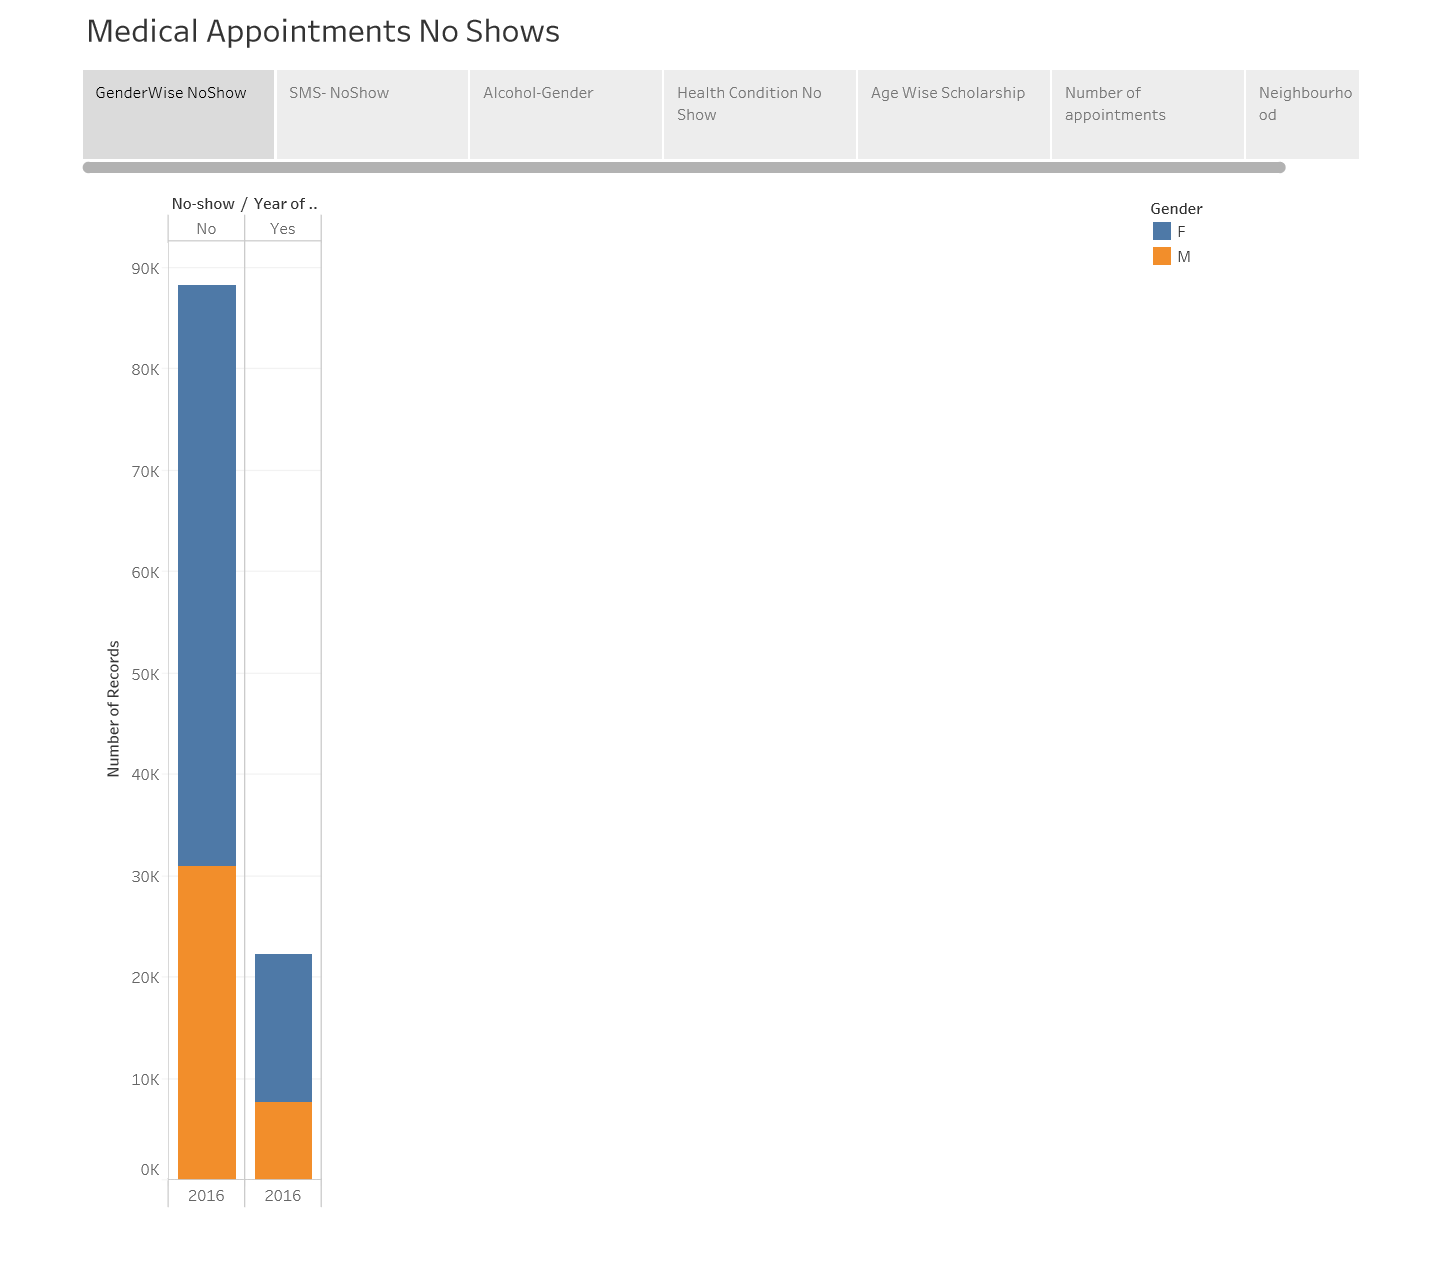 Medical Appointments No Shows
GenderWise NoShow
SMS- NoShow
Alcohol-Gender
Health Condition No
Show
Age Wise Scholarship
Number of
appointments
Neighbourho
od
No-show / Year of ..
No
Yes
Gender
F
M
90K
80K
70K
60K
50K
40K
30K
20K
10K
0K
Number of Records
2016
2016